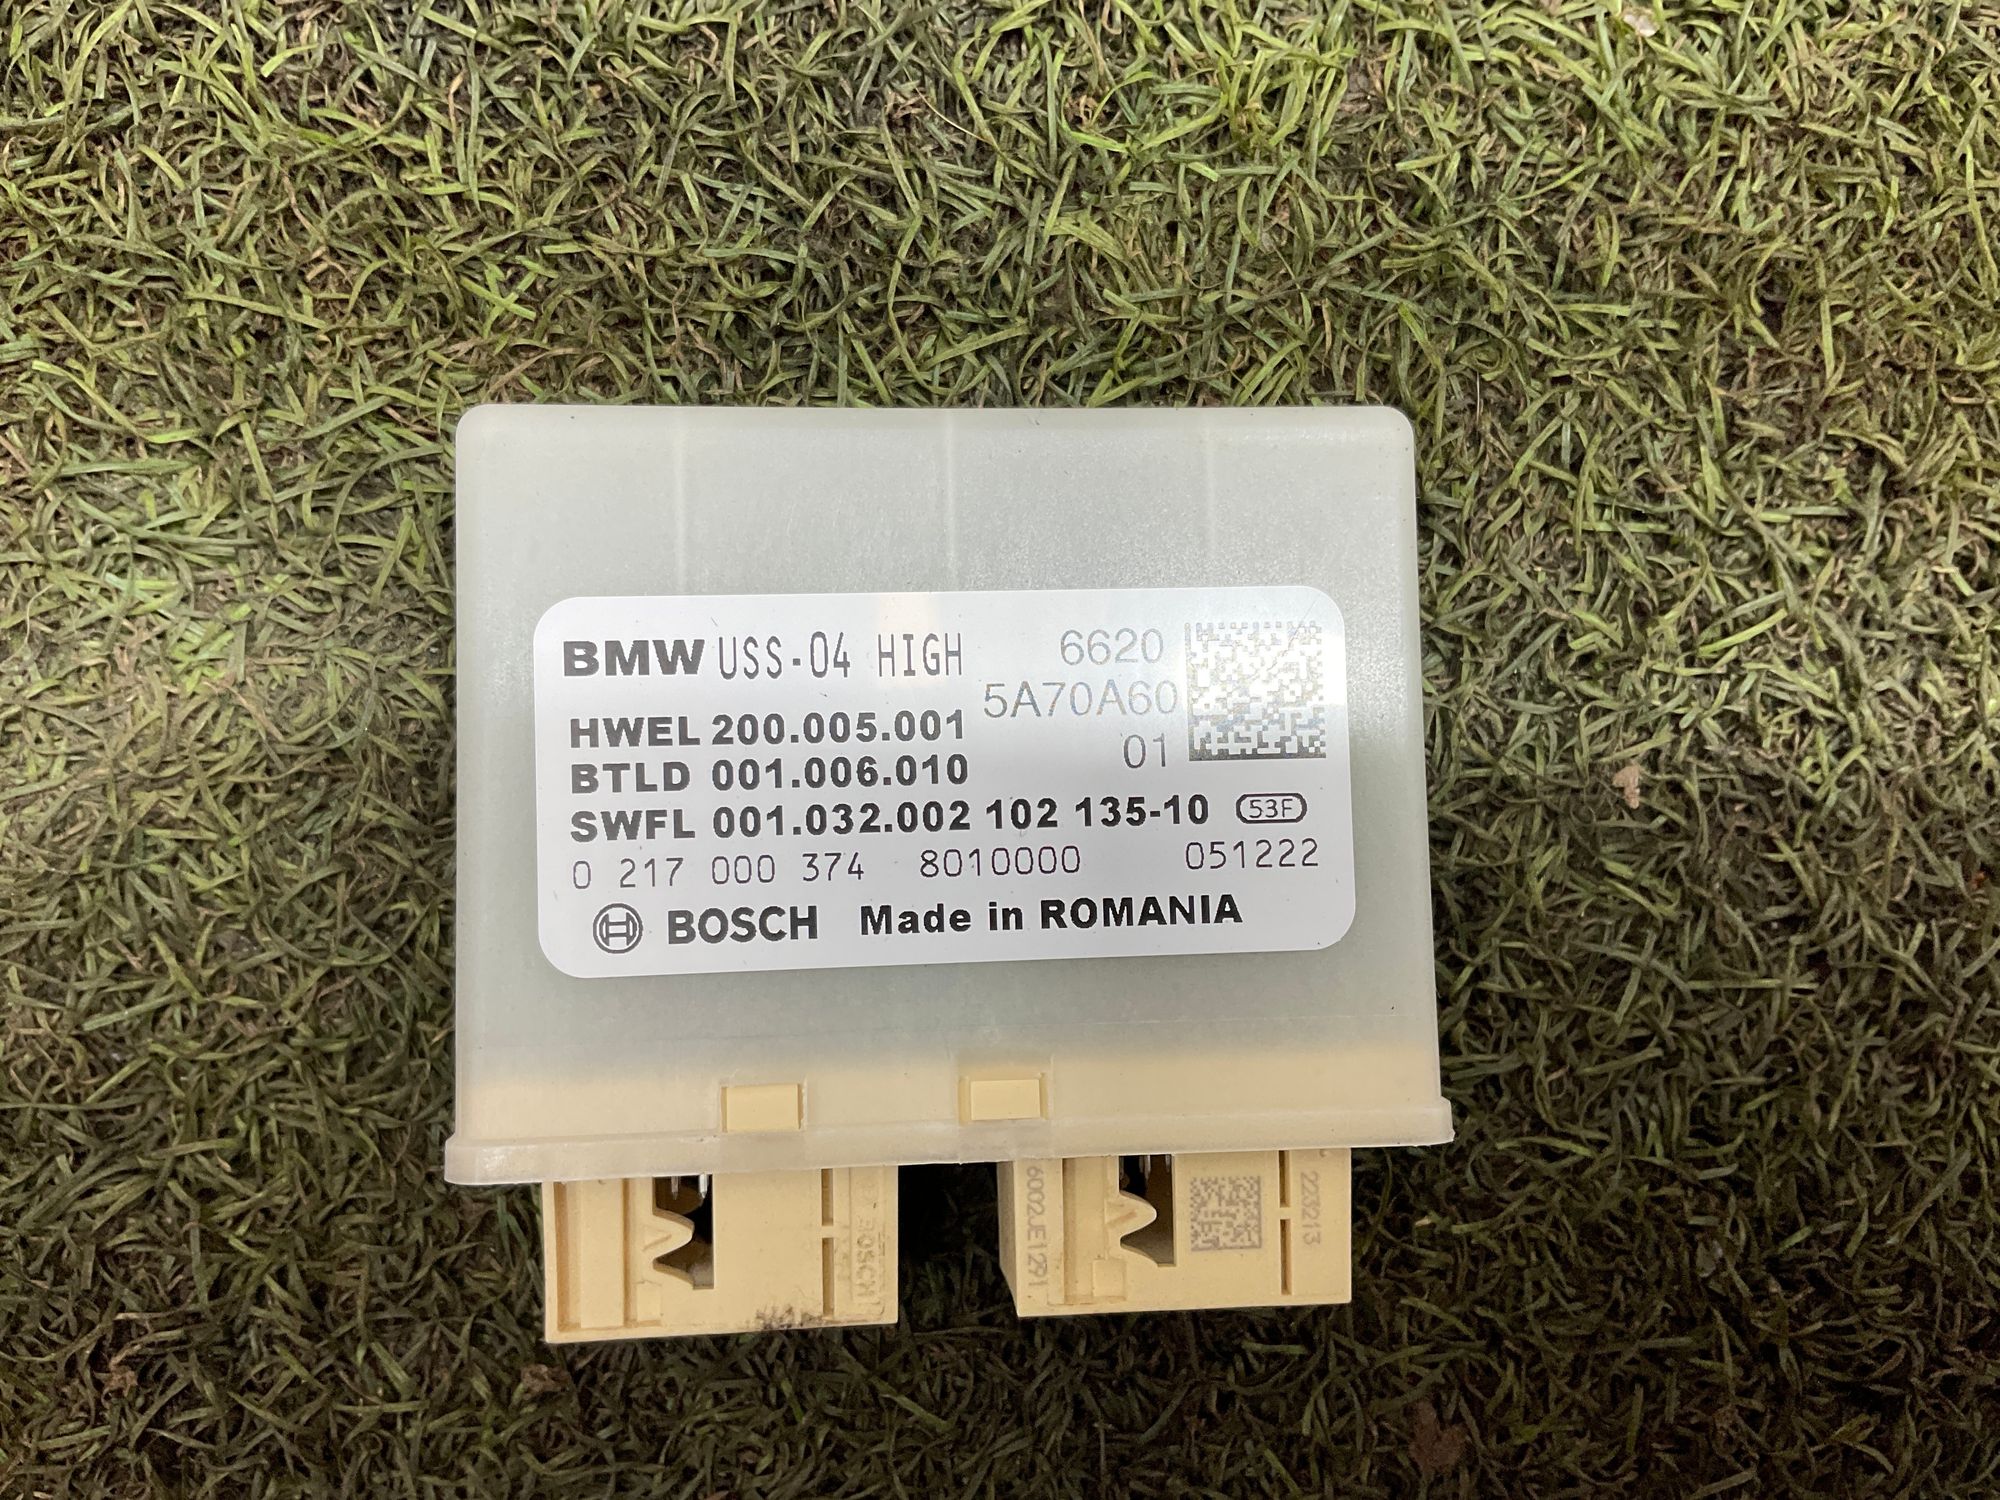 BMW USS-04 HIGH 6620
5A70A60
01
HWEL 200.005.001
BTLD 001.006.010
SWFL 001.032.002 102 135-10 53F
0 217 000 374 8010000 051222
BOSCH Made in ROMANIA
BOSCH
6002JE1291
223213